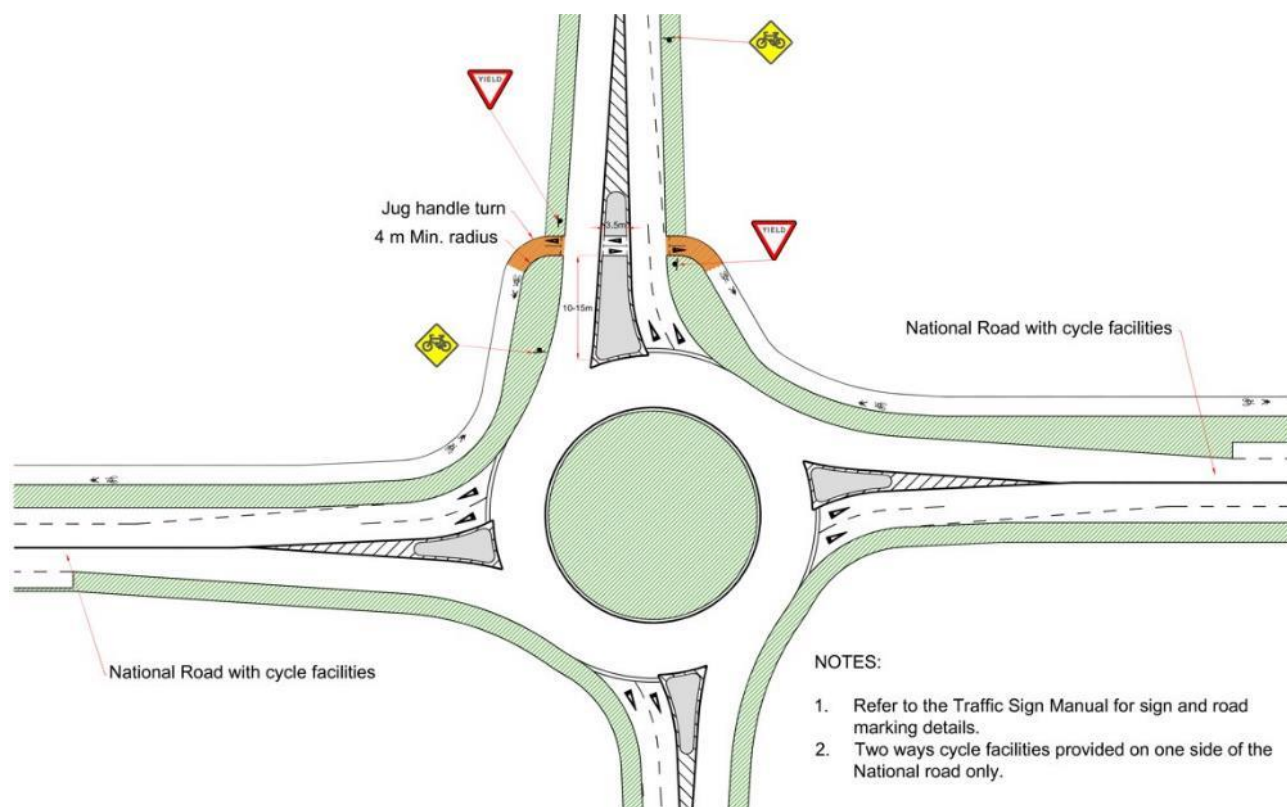 YIELD
YIELD
Jug handle turn
4 m Min. radius
3.5m
10-15m
National Road with cycle facilities
National Road with cycle facilities
NOTES:
1. Refer to the Traffic Sign Manual for sign and road
marking details.
2. Two ways cycle facilities provided on one side of the
National road only.